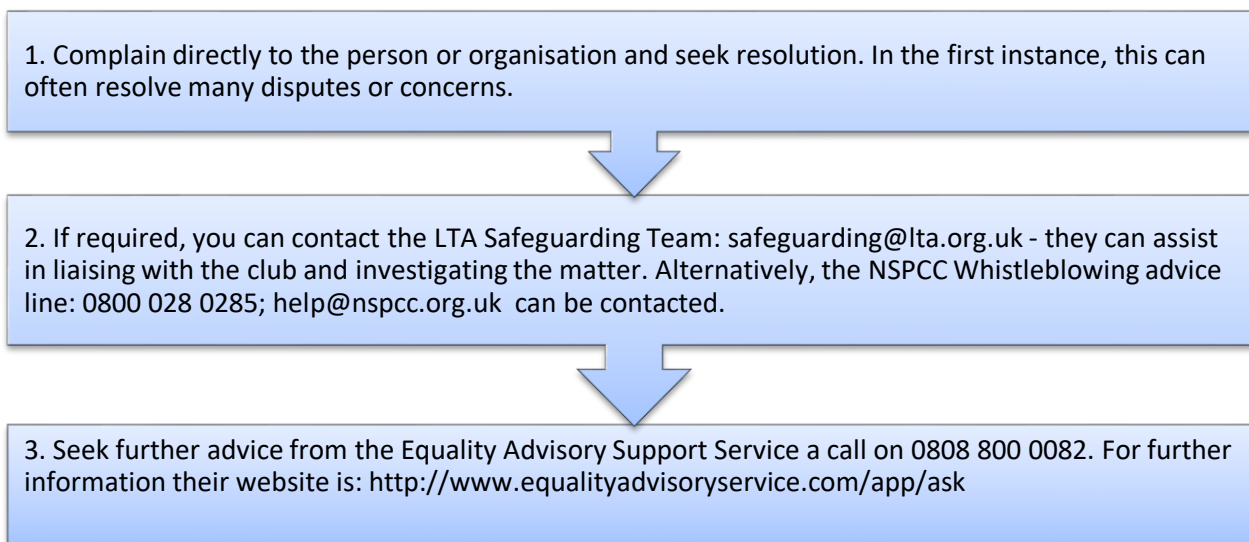 1. Complain directly to the person or organisation and seek resolution. In the first instance, this can
often resolve many disputes or concerns.
2. If required, you can contact the LTA Safeguarding Team: safeguarding@lta.org.uk - they can assist
in liaising with the club and investigating the matter. Alternatively, the NSPCC Whistleblowing advice
line: 0800 028 0285; help@nspcc.org.uk  can be contacted.
3. Seek further advice from the Equality Advisory Support Service a call on 0808 800 0082. For further
information their website is: http://www.equalityadvisoryservice.com/app/ask